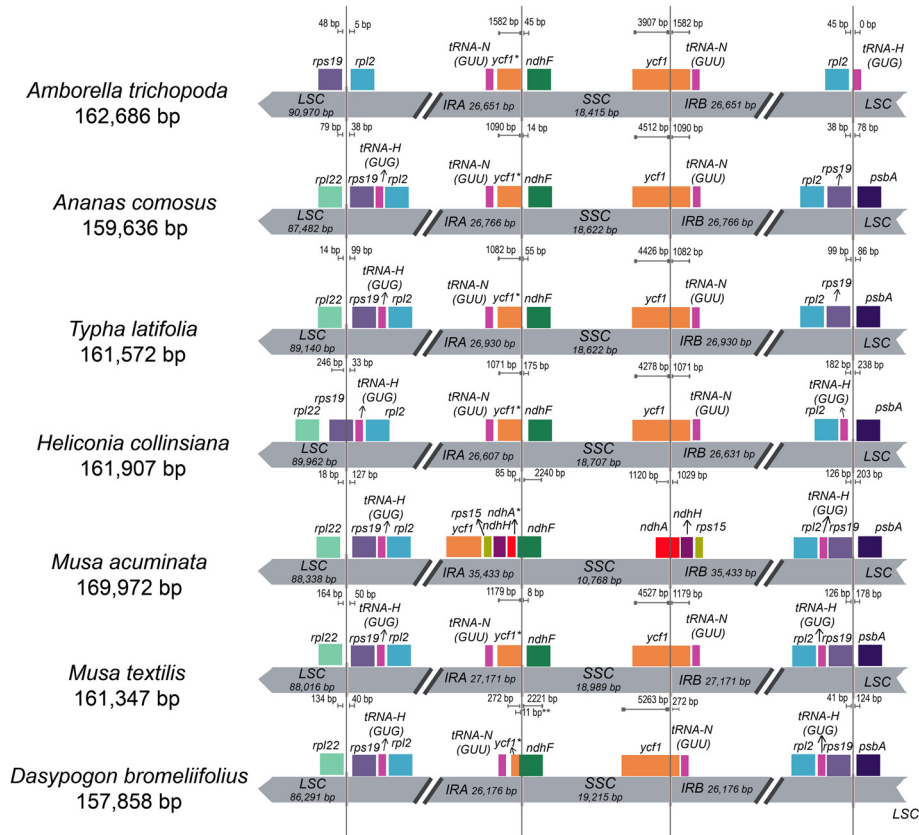 48 bp 5 bp 1582 bp 45 bp 3907 bp 1582 bp 45 bp 0 bp
rps19 rpl2 tRNA-N (GUU) ycf1* ndhF ycf1 tRNA-N (GUU) rpl2 tRNA-H (GUG)
Amborella trichopoda
162,686 bp
LSC 90,970 bp IRA 26,651 bp SSC 18,415 bp IRB 26,651 bp LSC
79 bp 38 bp 1090 bp 14 bp 4512 bp 1090 bp 38 bp 78 bp
rpl22 rps19 tRNA-H (GUG) rpl2 tRNA-N (GUU) ycf1* ndhF ycf1 tRNA-N (GUU) rpl2 rps19 psbA
Ananas comosus
159,636 bp
LSC 87,482 bp IRA 26,766 bp SSC 18,622 bp IRB 26,766 bp LSC
14 bp 99 bp 1082 bp 55 bp 4426 bp 1082 bp 99 bp 86 bp
rpl22 rps19 tRNA-H (GUG) rpl2 tRNA-N (GUU) ycf1* ndhF ycf1 tRNA-N (GUU) rpl2 rps19 psbA
Typha latifolia
161,572 bp
LSC 89,140 bp IRA 26,930 bp SSC 18,622 bp IRB 26,930 bp LSC
246 bp 33 bp 1071 bp 175 bp 4278 bp 1071 bp 182 bp 238 bp
rpl22 rps19 tRNA-H (GUG) rpl2 tRNA-N (GUU) ycf1* ndhF ycf1 tRNA-N (GUU) rpl2 tRNA-H (GUG) psbA
Heliconia collinsiana
161,907 bp
LSC 89,962 bp IRA 26,607 bp SSC 18,707 bp IRB 26,631 bp LSC
18 bp 127 bp 85 bp 2240 bp 1120 bp 1029 bp 126 bp 203 bp
rpl22 rps19 tRNA-H (GUG) rpl2 ycf1 rps15 ndhH ndhA* ndhF ndhA ndhH rps15 rpl2 tRNA-H (GUG) rps19 psbA
Musa acuminata
169,972 bp
LSC 88,338 bp IRA 35,433 bp SSC 10,768 bp IRB 35,433 bp LSC
164 bp 50 bp 1179 bp 8 bp 4527 bp 1179 bp 126 bp 178 bp
rpl22 rps19 tRNA-H (GUG) rpl2 tRNA-N (GUU) ycf1* ndhF ycf1 tRNA-N (GUU) rpl2 tRNA-H (GUG) rps19 psbA
Musa textilis
161,347 bp
LSC 88,016 bp IRA 27,171 bp SSC 18,989 bp IRB 27,171 bp LSC
134 bp 40 bp 272 bp 2221 bp 11 bp** 5263 bp 272 bp 41 bp 124 bp
rpl22 rps19 tRNA-H (GUG) rpl2 tRNA-N (GUU) ycf1* ndhF ycf1 tRNA-N (GUU) rpl2 tRNA-H (GUG) rps19 psbA
Dasypogon bromeliifolius
157,858 bp
LSC 86,291 bp IRA 26,176 bp SSC 19,215 bp IRB 26,176 bp
LSC